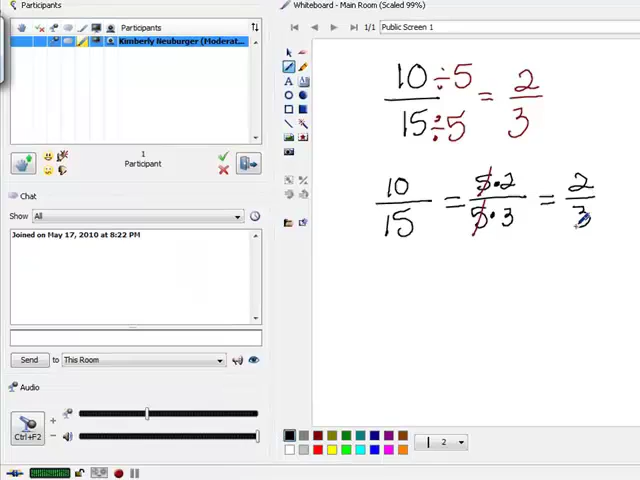 Participants
Participants
Kimberly Neuburger (Moderat...
1
Participant
Chat
Show All
Joined on May 17, 2010 at 8:22 PM
Send to This Room
Audio
Ctrl+F2
Whiteboard - Main Room (Scaled 99%)
1/1 Public Screen 1
10÷5 / 15÷5 = 2/3
10/15 = 5·2 / 5·3 = 2/3
2